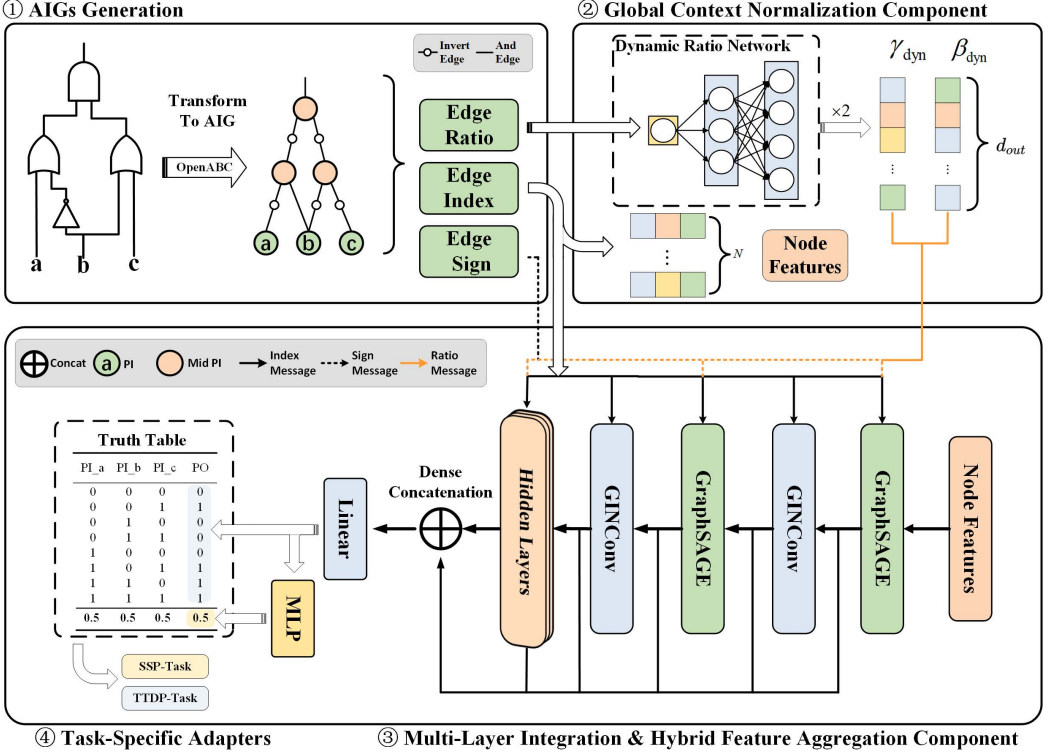 ① AIGs Generation
② Global Context Normalization Component
Invert
Edge
And
Edge
Transform
To AIG
OpenABC
a
b
c
a
b
c
Edge
Ratio
Edge
Index
Edge
Sign
Dynamic Ratio Network
×2
γdyn
βdyn
...
...
dout
...
N
Node
Features
Concat
a
PI
Mid PI
Index
Message
Sign
Message
Ratio
Message
Truth Table
PI_a PI_b PI_c PO
0 0 0 0
0 0 1 1
0 1 0 0
0 1 1 0
1 0 0 0
1 0 1 1
1 1 0 1
1 1 1 1
0.5 0.5 0.5 0.5
SSP-Task
TTDP-Task
MLP
Linear
Dense
Concatenation
Hidden Layers
GINConv
GraphSAGE
GINConv
GraphSAGE
Node Features
④ Task-Specific Adapters
③ Multi-Layer Integration & Hybrid Feature Aggregation Component